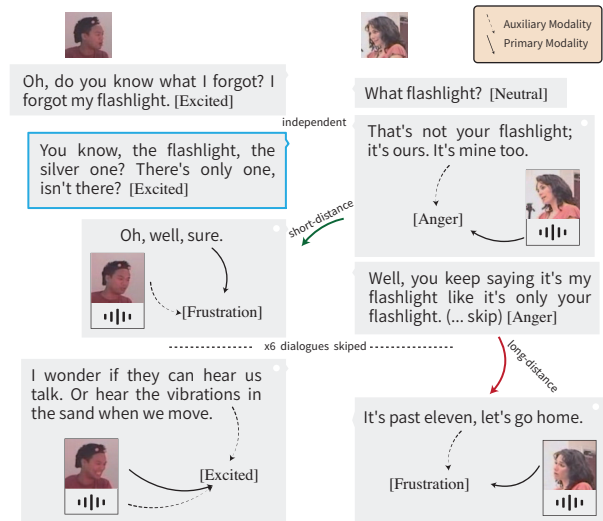 Auxiliary Modality
Primary Modality
Oh, do you know what I forgot? I
forgot my flashlight. [Excited]
What flashlight? [Neutral]
independent
You know, the flashlight, the
silver one? There's only one,
isn't there? [Excited]
That's not your flashlight;
it's ours. It's mine too.
[Anger]
short-distance
Oh, well, sure.
[Frustration]
Well, you keep saying it's my
flashlight like it's only your
flashlight. (... skip) [Anger]
x6 dialogues skiped
long-distance
I wonder if they can hear us
talk. Or hear the vibrations in
the sand when we move.
[Excited]
It's past eleven, let's go home.
[Frustration]